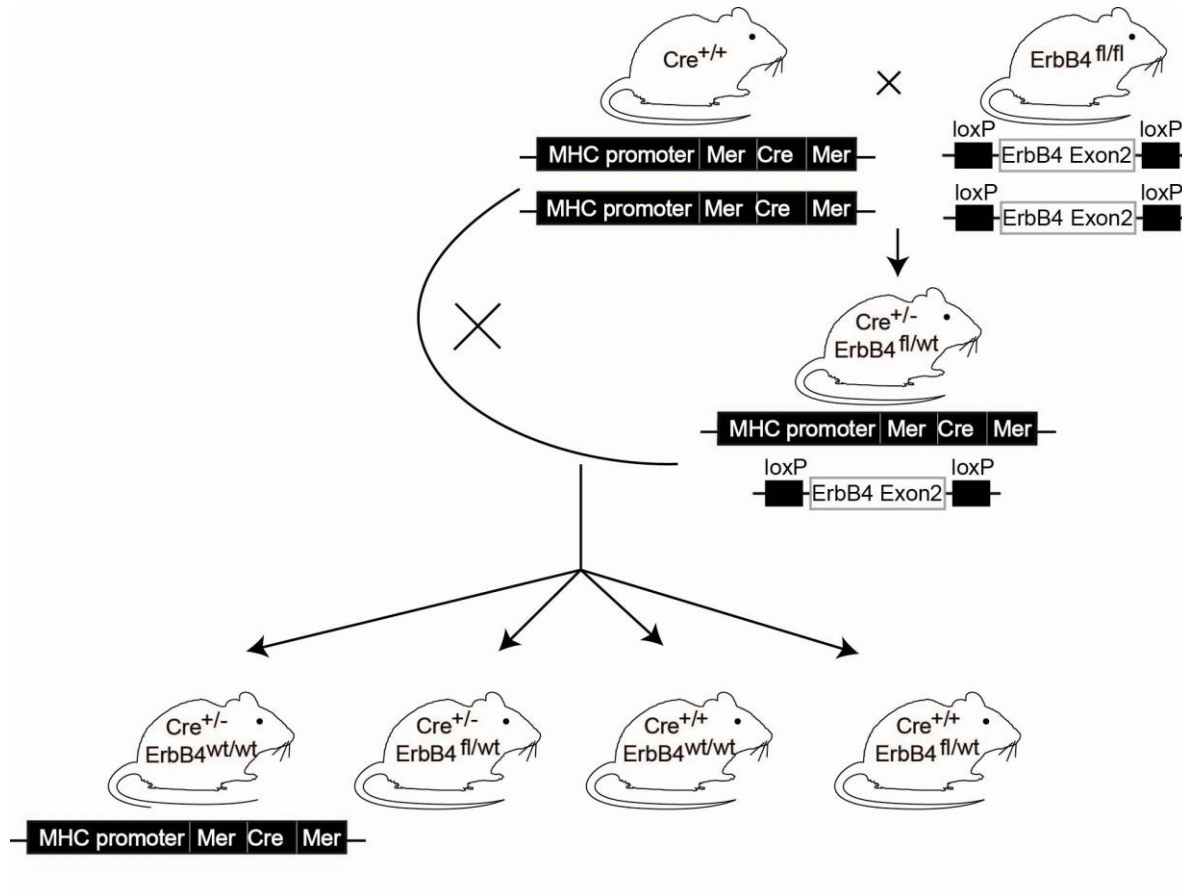 Cre+/+
ErbB4 fl/fl
MHC promoter Mer Cre Mer
loxP loxP
ErbB4 Exon2
MHC promoter Mer Cre Mer
loxP loxP
ErbB4 Exon2
Cre+/-
ErbB4 fl/wt
MHC promoter Mer Cre Mer
loxP loxP
ErbB4 Exon2
Cre+/-
ErbB4wt/wt
Cre+/-
ErbB4 fl/wt
Cre+/+
ErbB4wt/wt
Cre+/+
ErbB4 fl/wt
MHC promoter Mer Cre Mer